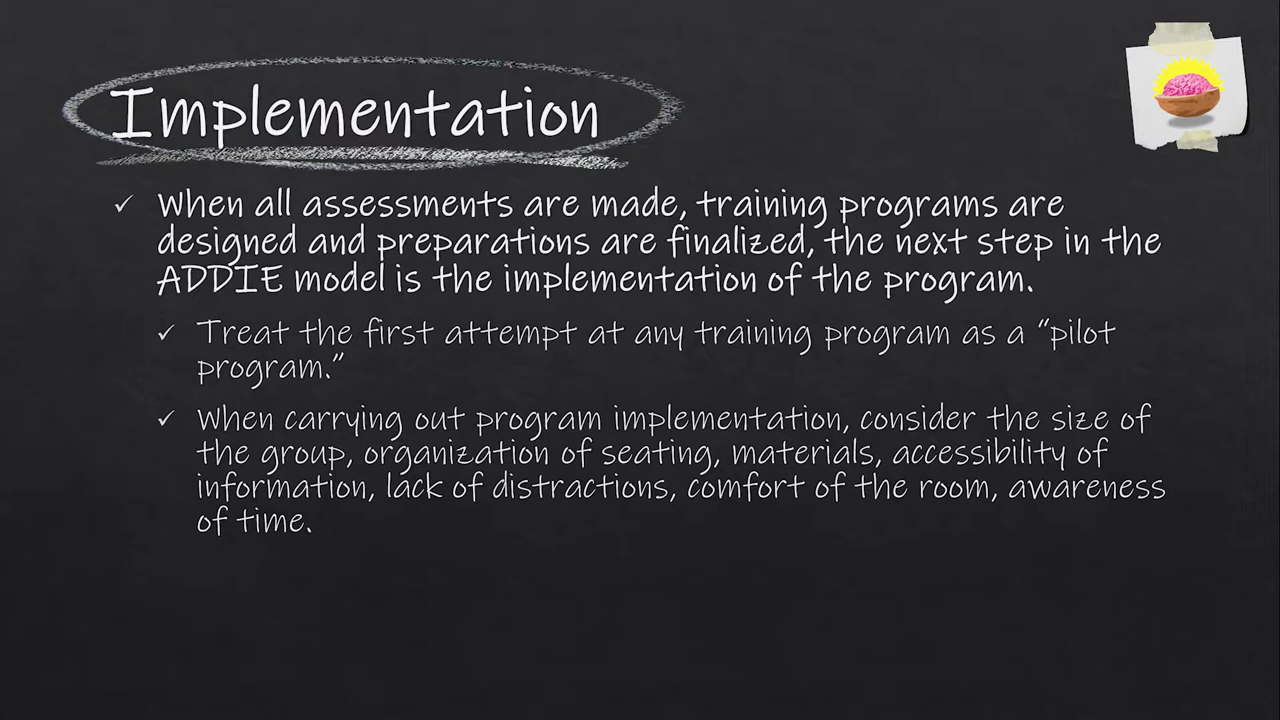 Implementation
✓ When all assessments are made, training programs are
designed and preparations are finalized, the next step in the
ADDIE model is the implementation of the program.
✓ Treat the first attempt at any training program as a “pilot
program.”
✓ When carrying out program implementation, consider the size of
the group, organization of seating, materials, accessibility of
information, lack of distractions, comfort of the room, awareness
of time.